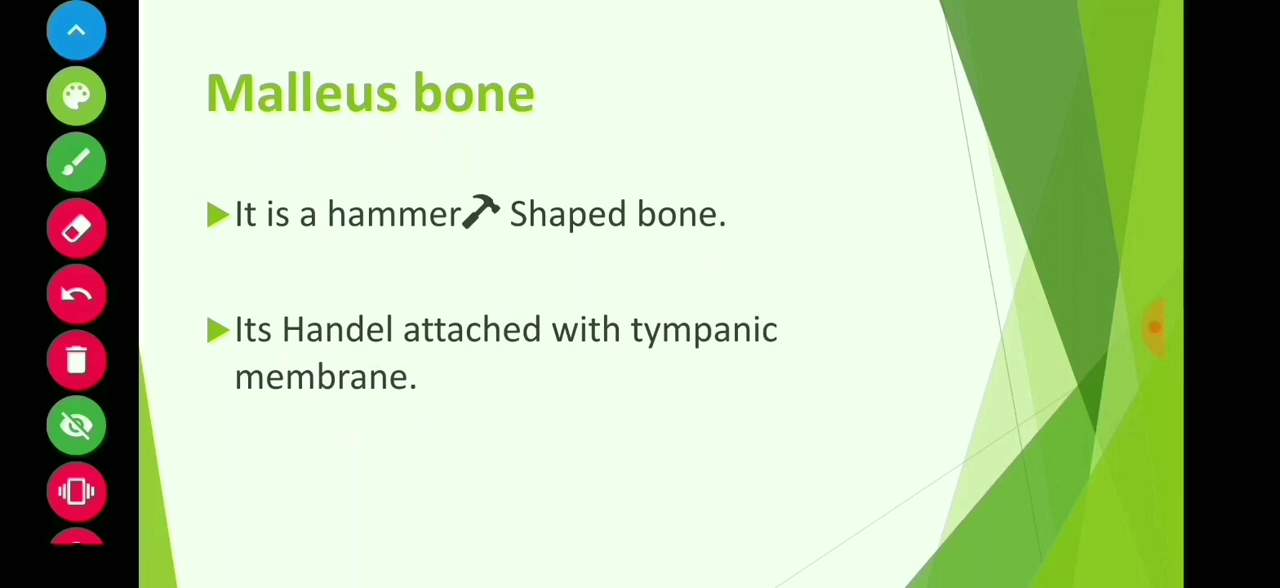 Malleus bone
It is a hammer Shaped bone.
Its Handel attached with tympanic
membrane.